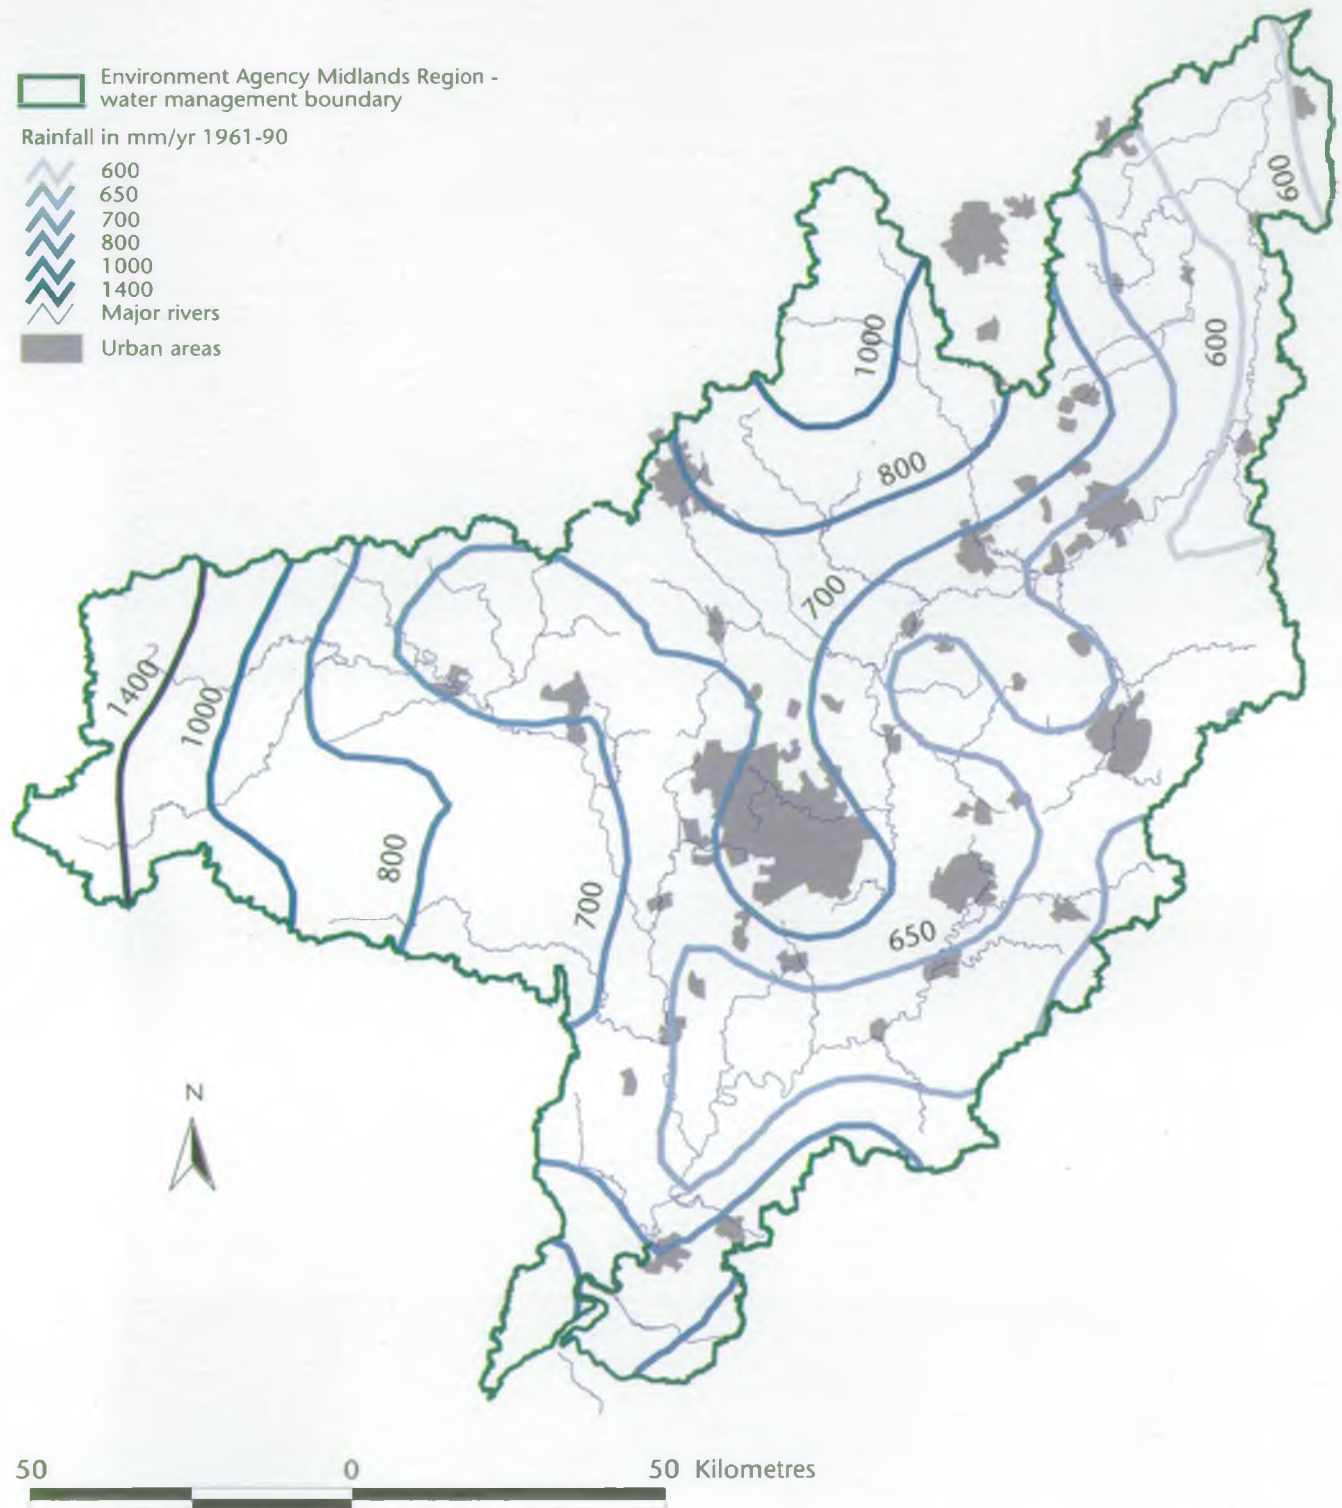 Environment Agency Midlands Region -
water management boundary
Rainfall in mm/yr 1961-90
600
650
700
800
1000
1400
Major rivers
Urban areas
600
600
1000
800
700
1400
1000
800
700
650
N
50 0 50 Kilometres